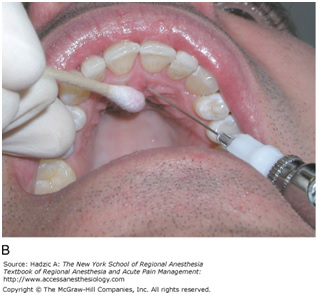 B
Source: Hadzic A: The New York School of Regional Anesthesia
Textbook of Regional Anesthesia and Acute Pain Management:
http://www.accessanesthesiology.com
Copyright © The McGraw-Hill Companies, Inc. All rights reserved.